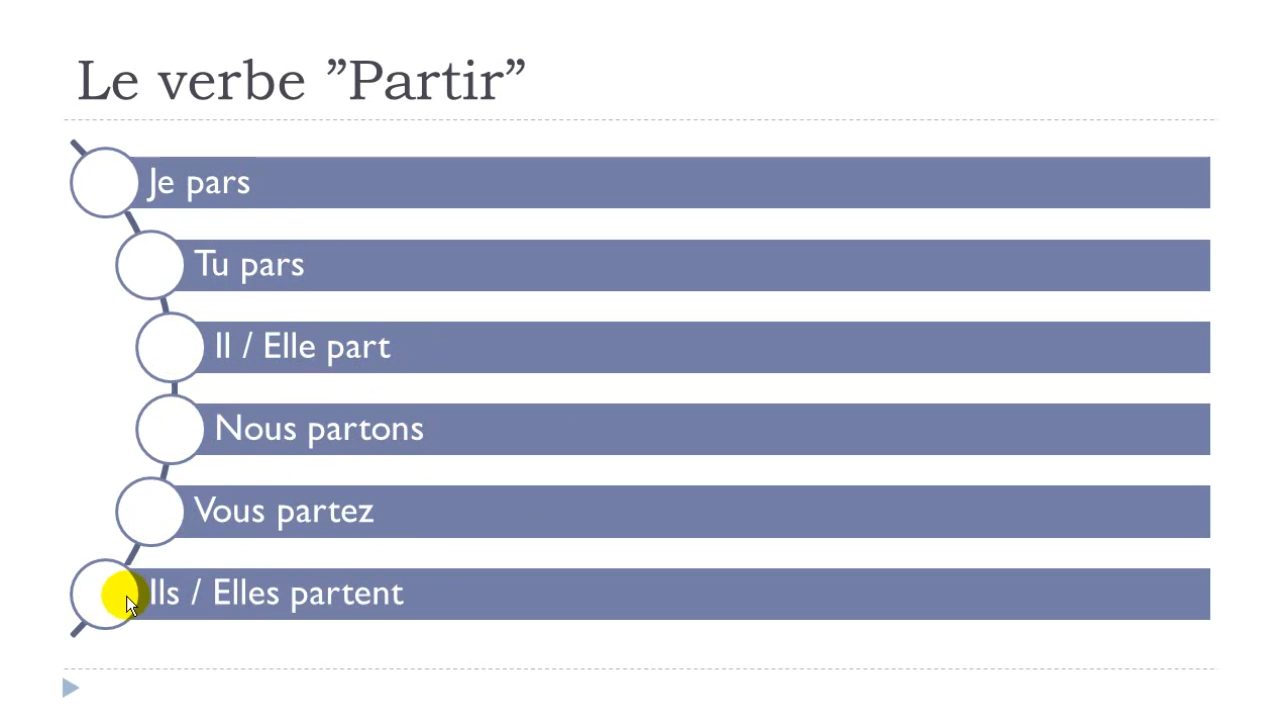 Le verbe ”Partir”
Je pars
Tu pars
Il / Elle part
Nous partons
Vous partez
Ils / Elles partent